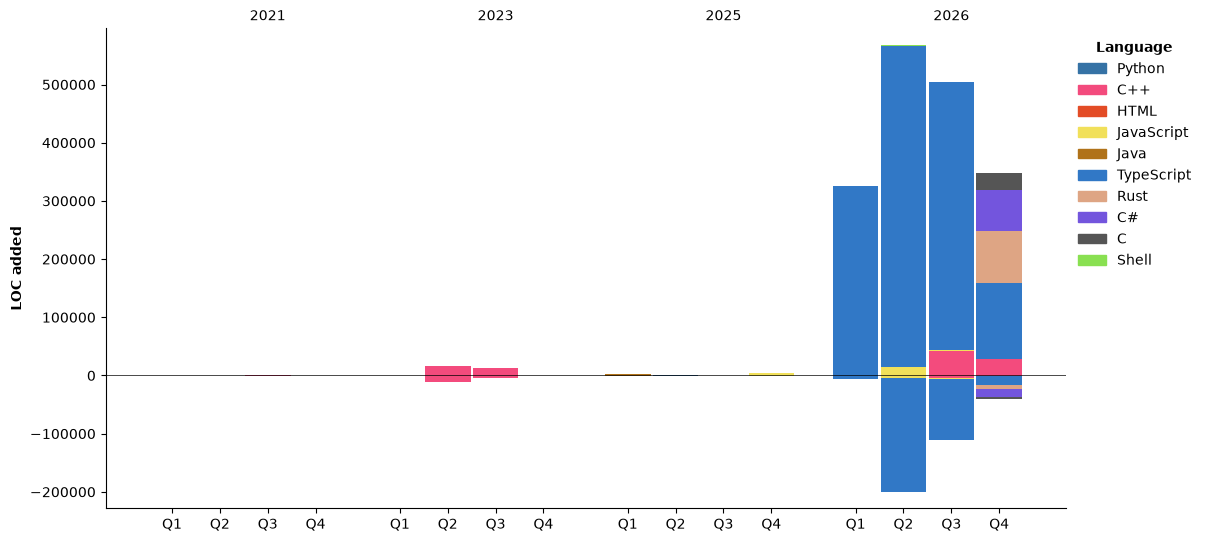 2021 2023 2025 2026
Language
Python
C++
HTML
JavaScript
Java
TypeScript
Rust
C#
C
Shell
LOC added
500000
400000
300000
200000
100000
0
−100000
−200000
Q1 Q2 Q3 Q4 Q1 Q2 Q3 Q4 Q1 Q2 Q3 Q4 Q1 Q2 Q3 Q4